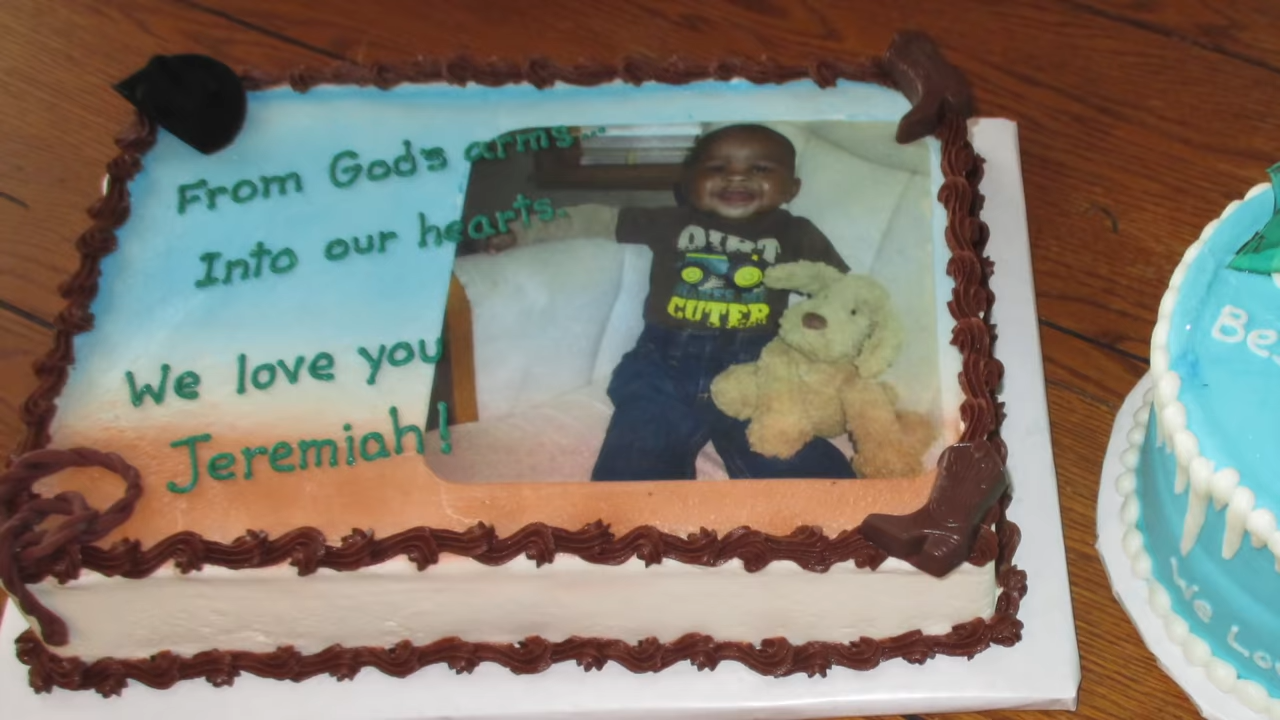 From God's arms...
Into our hearts.
We love you
Jeremiah!
DIRT
CUTER
Be
We Lo